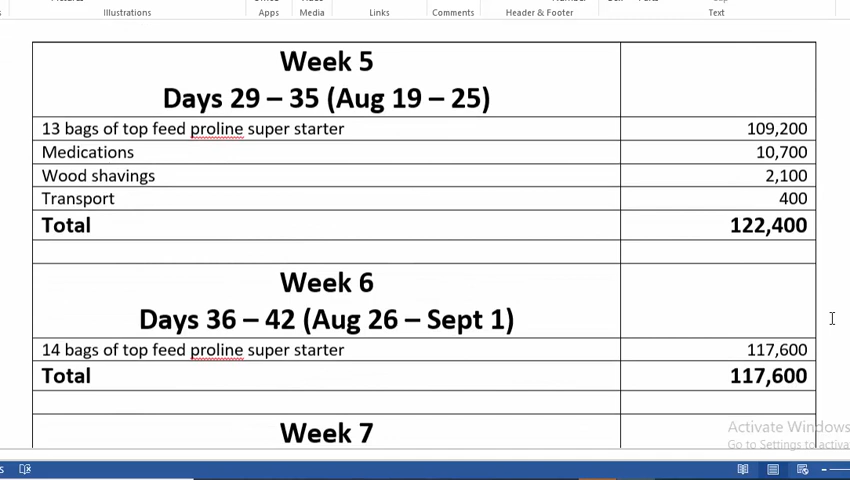 Illustrations Apps Media Links Comments Header & Footer Text
Week 5
Days 29 – 35 (Aug 19 – 25)
13 bags of top feed proline super starter 109,200
Medications 10,700
Wood shavings 2,100
Transport 400
Total 122,400
Week 6
Days 36 – 42 (Aug 26 – Sept 1)
14 bags of top feed proline super starter 117,600
Total 117,600
Week 7
Activate Windows
Go to Settings to activa